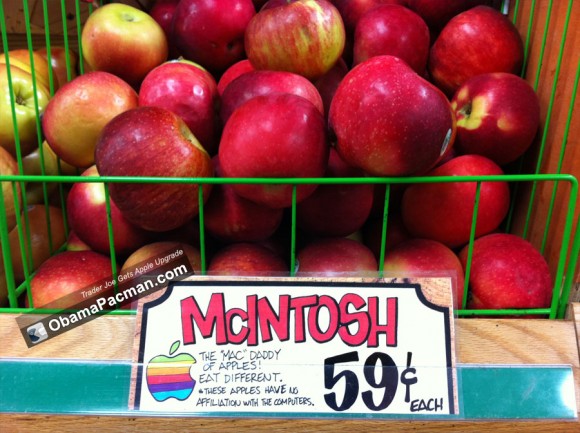 Trader Joe's
Gets Apple Upgrade
ObamaPacman.com
McINTOSH
THE "MAC" DADDY
OF APPLES!
EAT DIFFERENT.
*THESE APPLES HAVE NO
AFFILIATION WITH THE COMPUTERS.
59¢
EACH